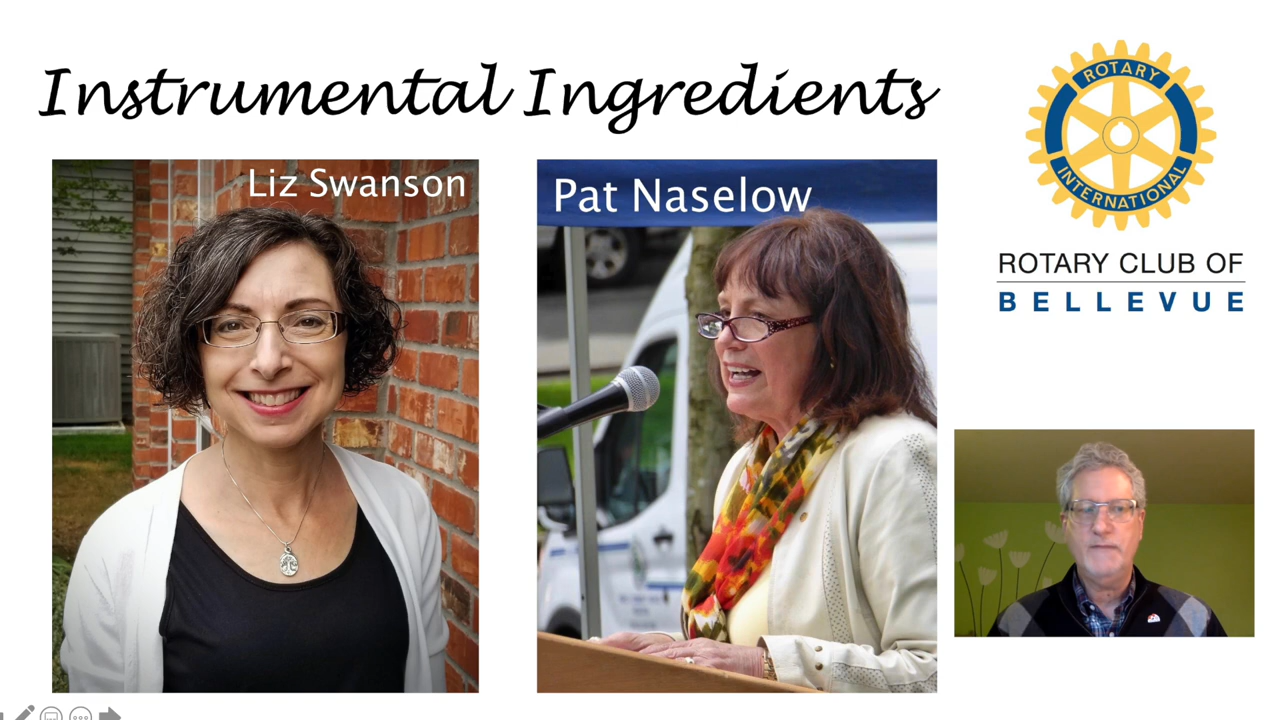 Instrumental Ingredients
Liz Swanson
Pat Naselow
ROTARY
INTERNATIONAL
ROTARY CLUB OF
BELLEVUE